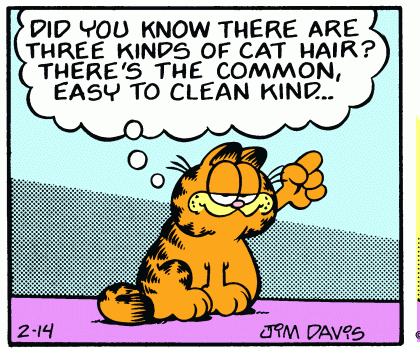 DID YOU KNOW THERE ARE
THREE KINDS OF CAT HAIR?
THERE'S THE COMMON,
EASY TO CLEAN KIND...
2-14
JIM DAVIS
©